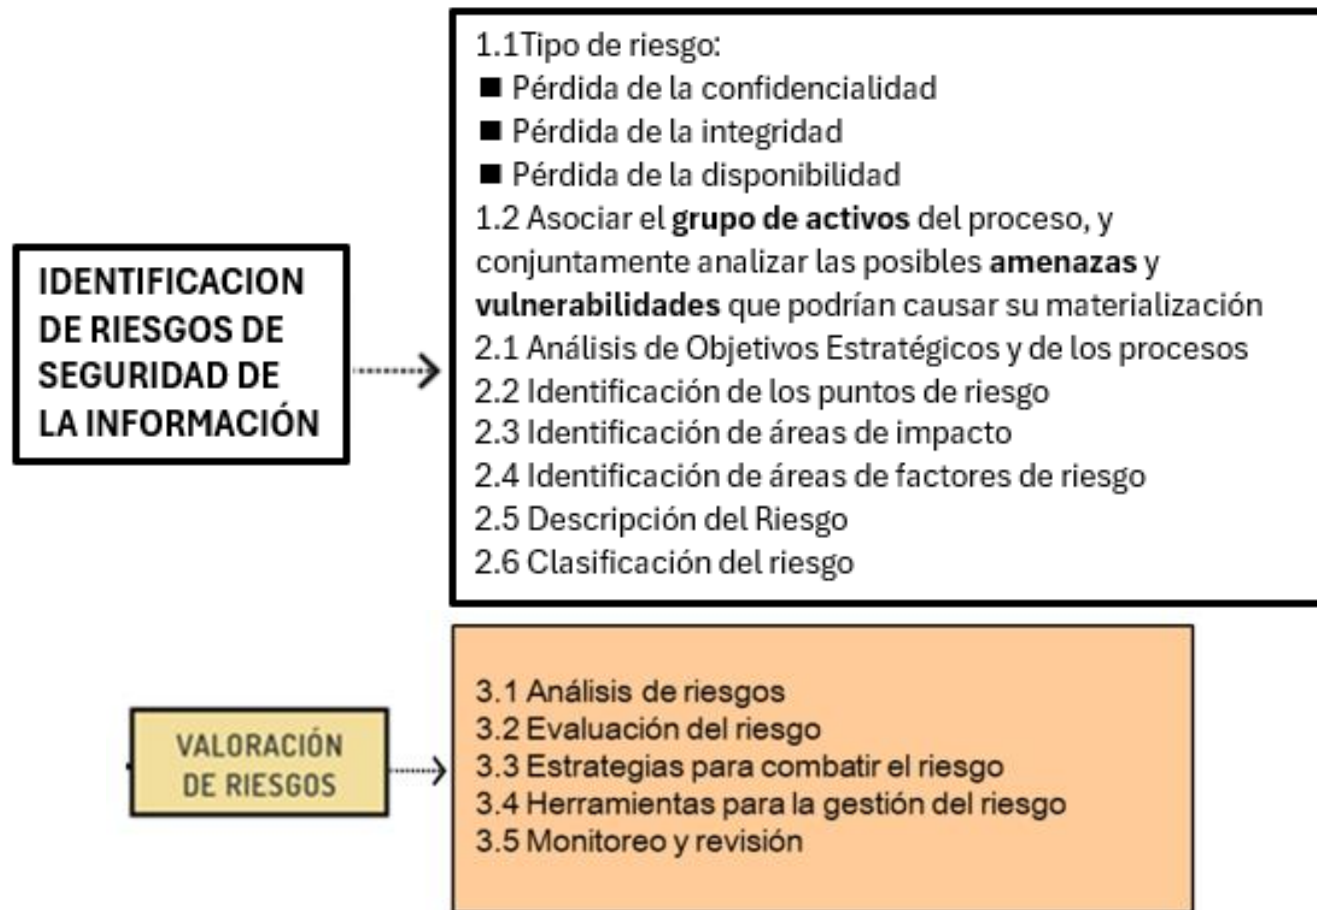 IDENTIFICACION
DE RIESGOS DE
SEGURIDAD DE
LA INFORMACIÓN
1.1Tipo de riesgo:
■ Pérdida de la confidencialidad
■ Pérdida de la integridad
■ Pérdida de la disponibilidad
1.2 Asociar el grupo de activos del proceso, y
conjuntamente analizar las posibles amenazas y
vulnerabilidades que podrían causar su materialización
2.1 Análisis de Objetivos Estratégicos y de los procesos
2.2 Identificación de los puntos de riesgo
2.3 Identificación de áreas de impacto
2.4 Identificación de áreas de factores de riesgo
2.5 Descripción del Riesgo
2.6 Clasificación del riesgo
VALORACIÓN
DE RIESGOS
3.1 Análisis de riesgos
3.2 Evaluación del riesgo
3.3 Estrategias para combatir el riesgo
3.4 Herramientas para la gestión del riesgo
3.5 Monitoreo y revisión